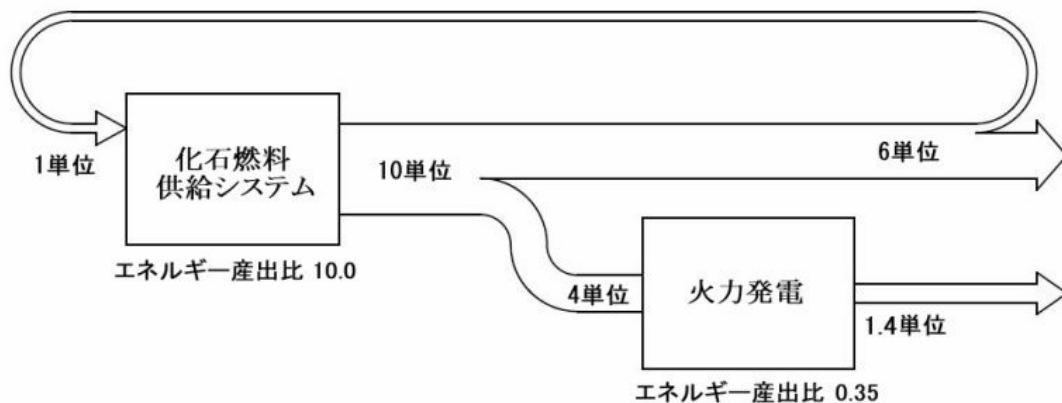 1単位
化石燃料
供給システム
10単位
6単位
エネルギー産出比 10.0
4単位
火力発電
1.4単位
エネルギー産出比 0.35